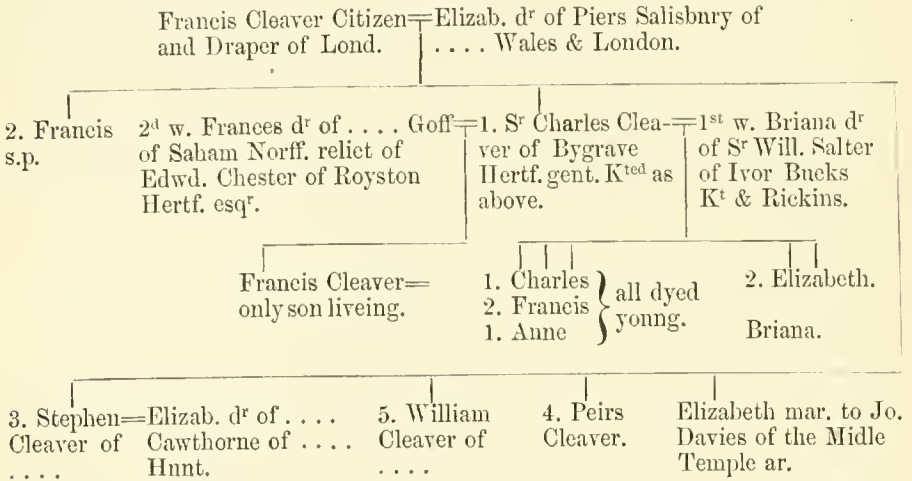 Francis Cleaver Citizen=Elizab. dʳ of Piers Salisbury of
and Draper of Lond. . . . . Wales & London.
2. Francis
s.p.
2ᵈ w. Frances dʳ of . . . . Goff=
of Saham Norff. relict of
Edwd. Chester of Royston
Hertf. esqʳ.
1. Sʳ Charles Clea-=
ver of Bygrave
Hertf. gent. Kᵗᵉᵈ as
above.
1ˢᵗ w. Briana dʳ
of Sʳ Will. Salter
of Ivor Bucks
Kᵗ & Rickins.
Francis Cleaver=
only son liveing.
1. Charles
2. Francis
1. Anne
all dyed
young.
2. Elizabeth.
Briana.
3. Stephen=
Cleaver of
. . . .
Elizab. dʳ of . . . .
Cawthorne of . . . .
Hunt.
5. William
Cleaver of
. . . .
4. Peirs
Cleaver.
Elizabeth mar. to Jo.
Davies of the Midle
Temple ar.